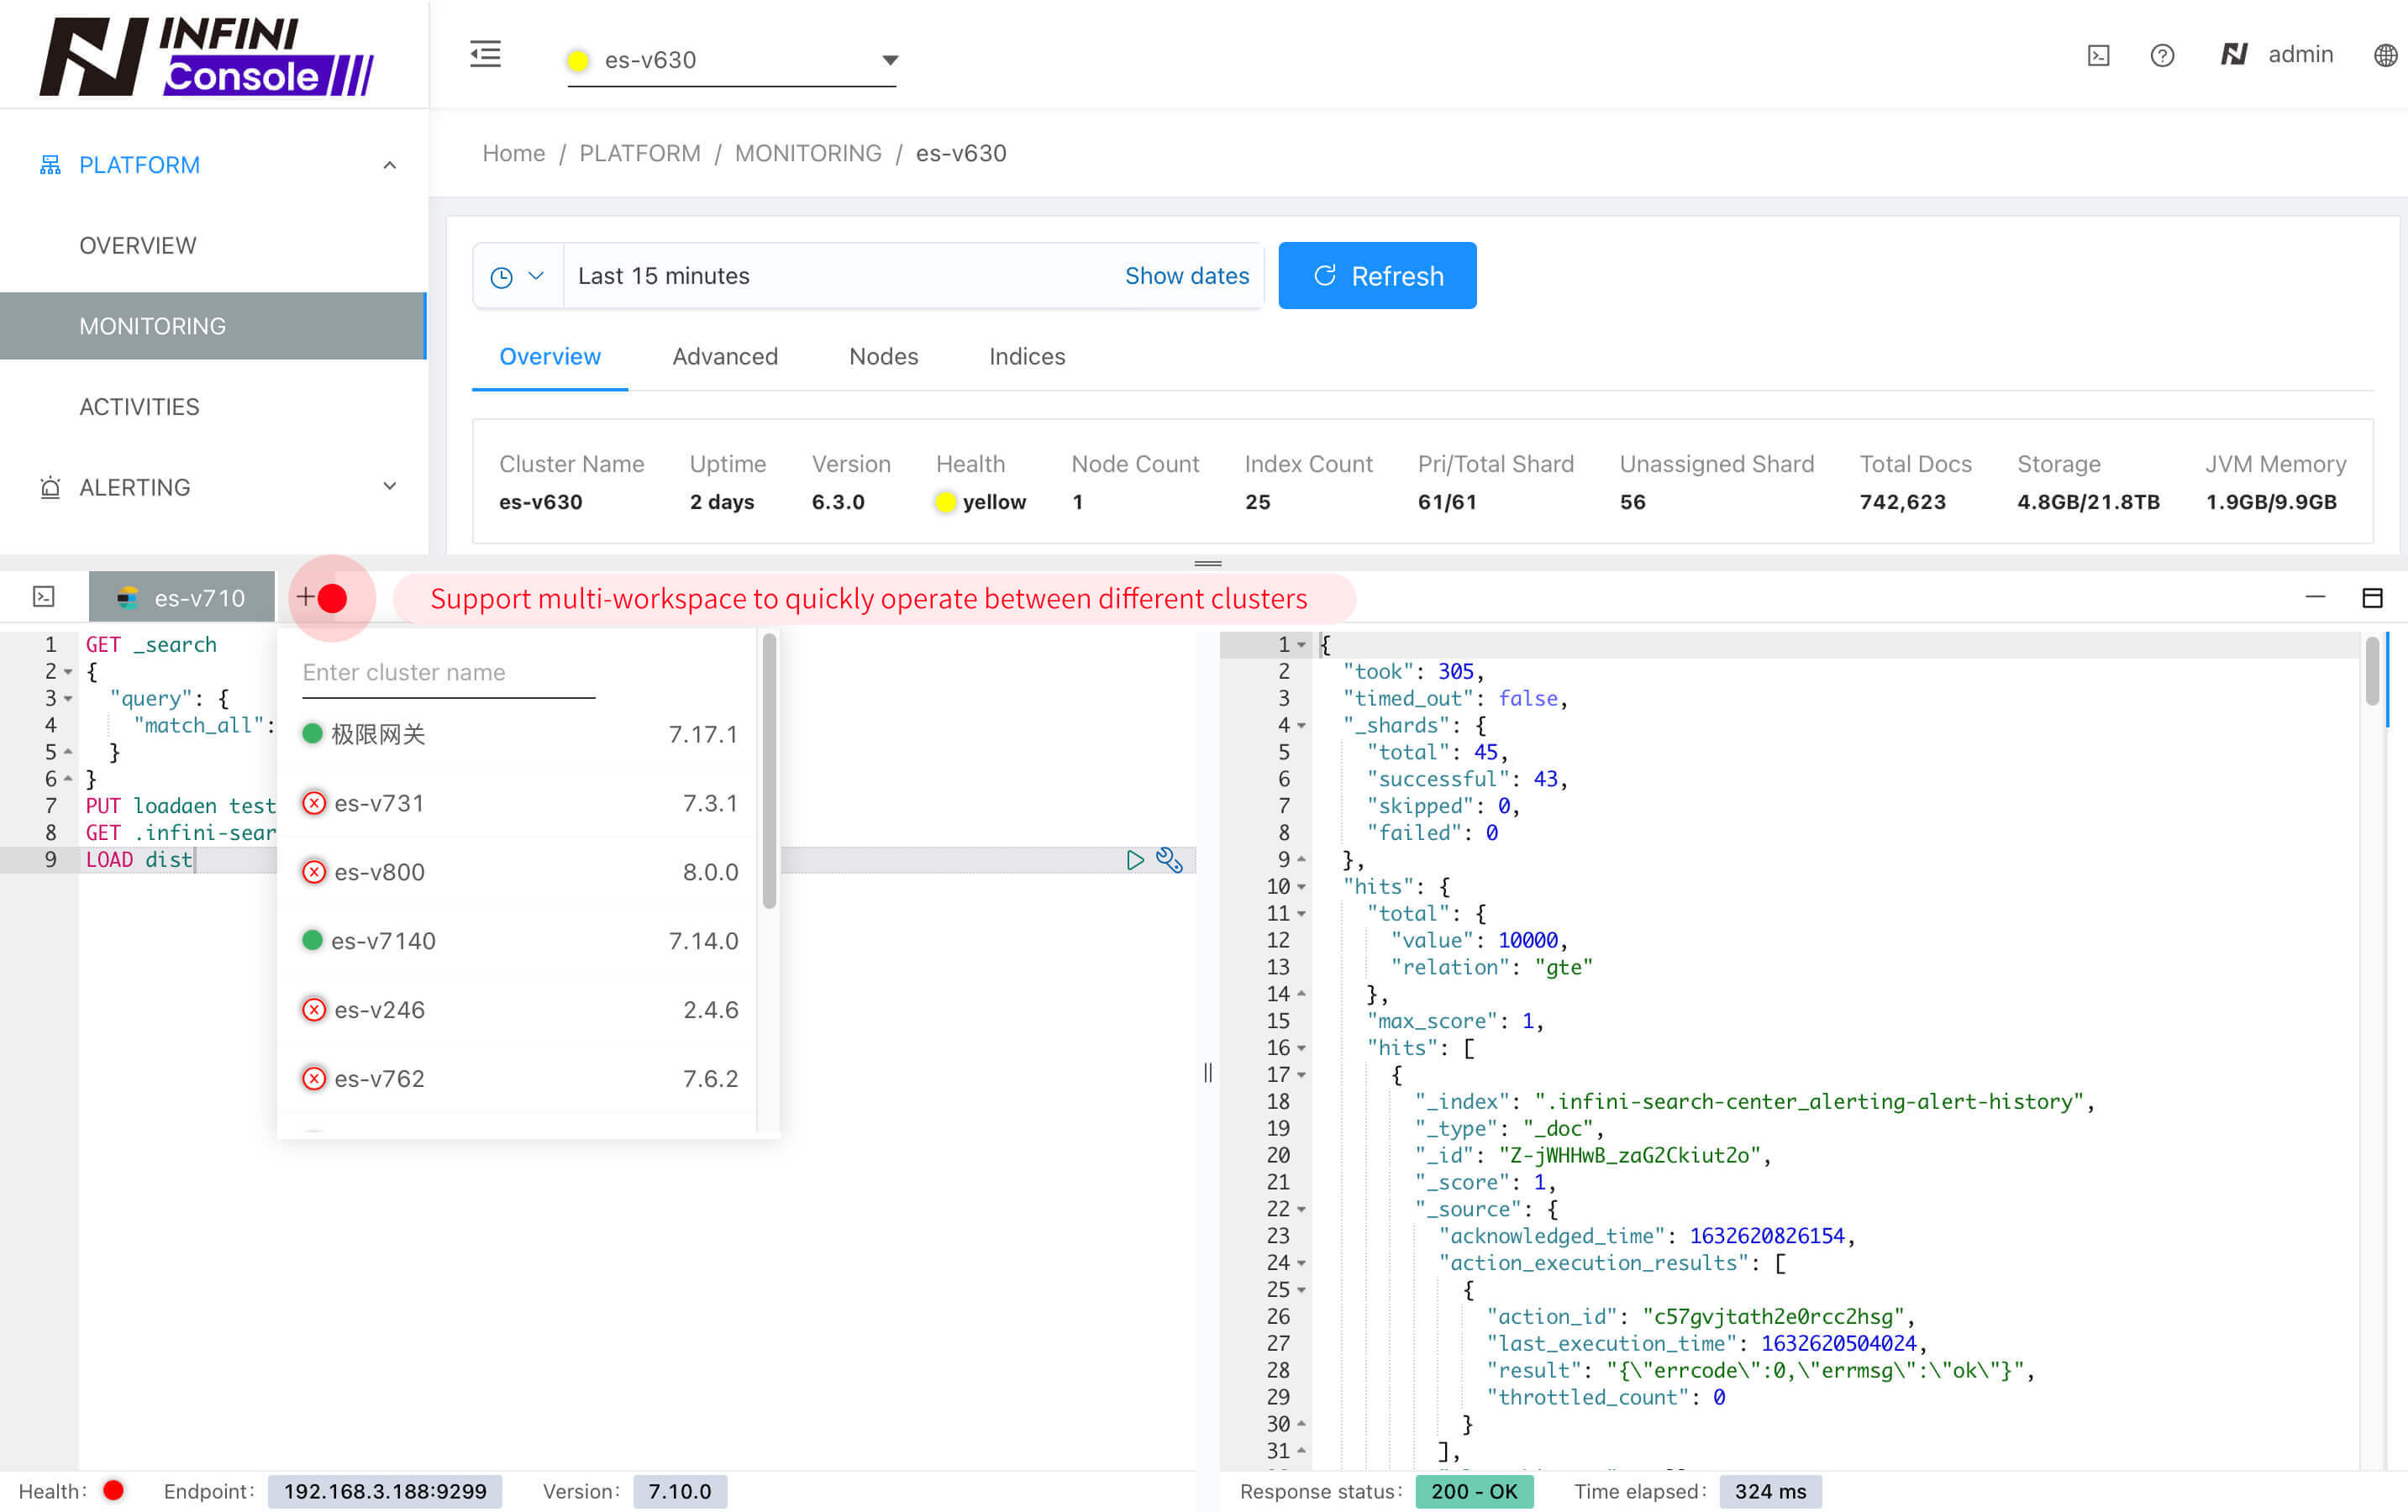 INFINI
Console
es-v630
admin
PLATFORM
OVERVIEW
MONITORING
ACTIVITIES
ALERTING
Home / PLATFORM / MONITORING / es-v630
Last 15 minutes Show dates Refresh
Overview Advanced Nodes Indices
Cluster Name Uptime Version Health Node Count Index Count Pri/Total Shard Unassigned Shard Total Docs Storage JVM Memory
es-v630 2 days 6.3.0 yellow 1 25 61/61 56 742,623 4.8GB/21.8TB 1.9GB/9.9GB
es-v710 + Support multi-workspace to quickly operate between different clusters
1 GET _search
2 {
3 "query": {
4 "match_all":
5 }
6 }
7 PUT loadaen test
8 GET .infini-sear
9 LOAD dist
Enter cluster name
极限网关 7.17.1
es-v731 7.3.1
es-v800 8.0.0
es-v7140 7.14.0
es-v246 2.4.6
es-v762 7.6.2
1 {
2 "took": 305,
3 "timed_out": false,
4 "_shards": {
5 "total": 45,
6 "successful": 43,
7 "skipped": 0,
8 "failed": 0
9 },
10 "hits": {
11 "total": {
12 "value": 10000,
13 "relation": "gte"
14 },
15 "max_score": 1,
16 "hits": [
17 {
18 "_index": ".infini-search-center_alerting-alert-history",
19 "_type": "_doc",
20 "_id": "Z-jWHHwB_zaG2Ckiut2o",
21 "_score": 1,
22 "_source": {
23 "acknowledged_time": 1632620826154,
24 "action_execution_results": [
25 {
26 "action_id": "c57gvjtath2e0rcc2hsg",
27 "last_execution_time": 1632620504024,
28 "result": "{\"errcode\":0,\"errmsg\":\"ok\"}",
29 "throttled_count": 0
30 }
31 ],
Health: Endpoint: 192.168.3.188:9299 Version: 7.10.0
Response status: 200 - OK Time elapsed: 324 ms